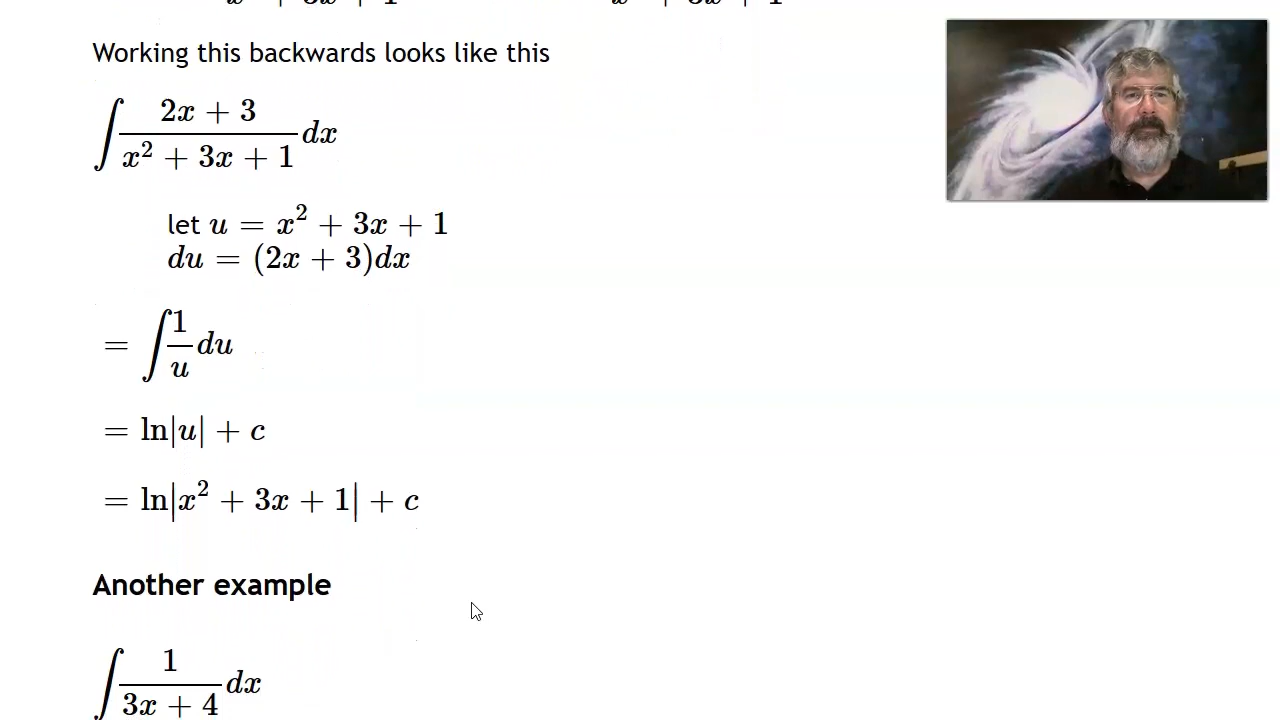 Working this backwards looks like this
∫ (2x + 3)/(x² + 3x + 1) dx
let u = x² + 3x + 1
du = (2x + 3)dx
= ∫ 1/u du
= ln|u| + c
= ln|x² + 3x + 1| + c
Another example
∫ 1/(3x + 4) dx